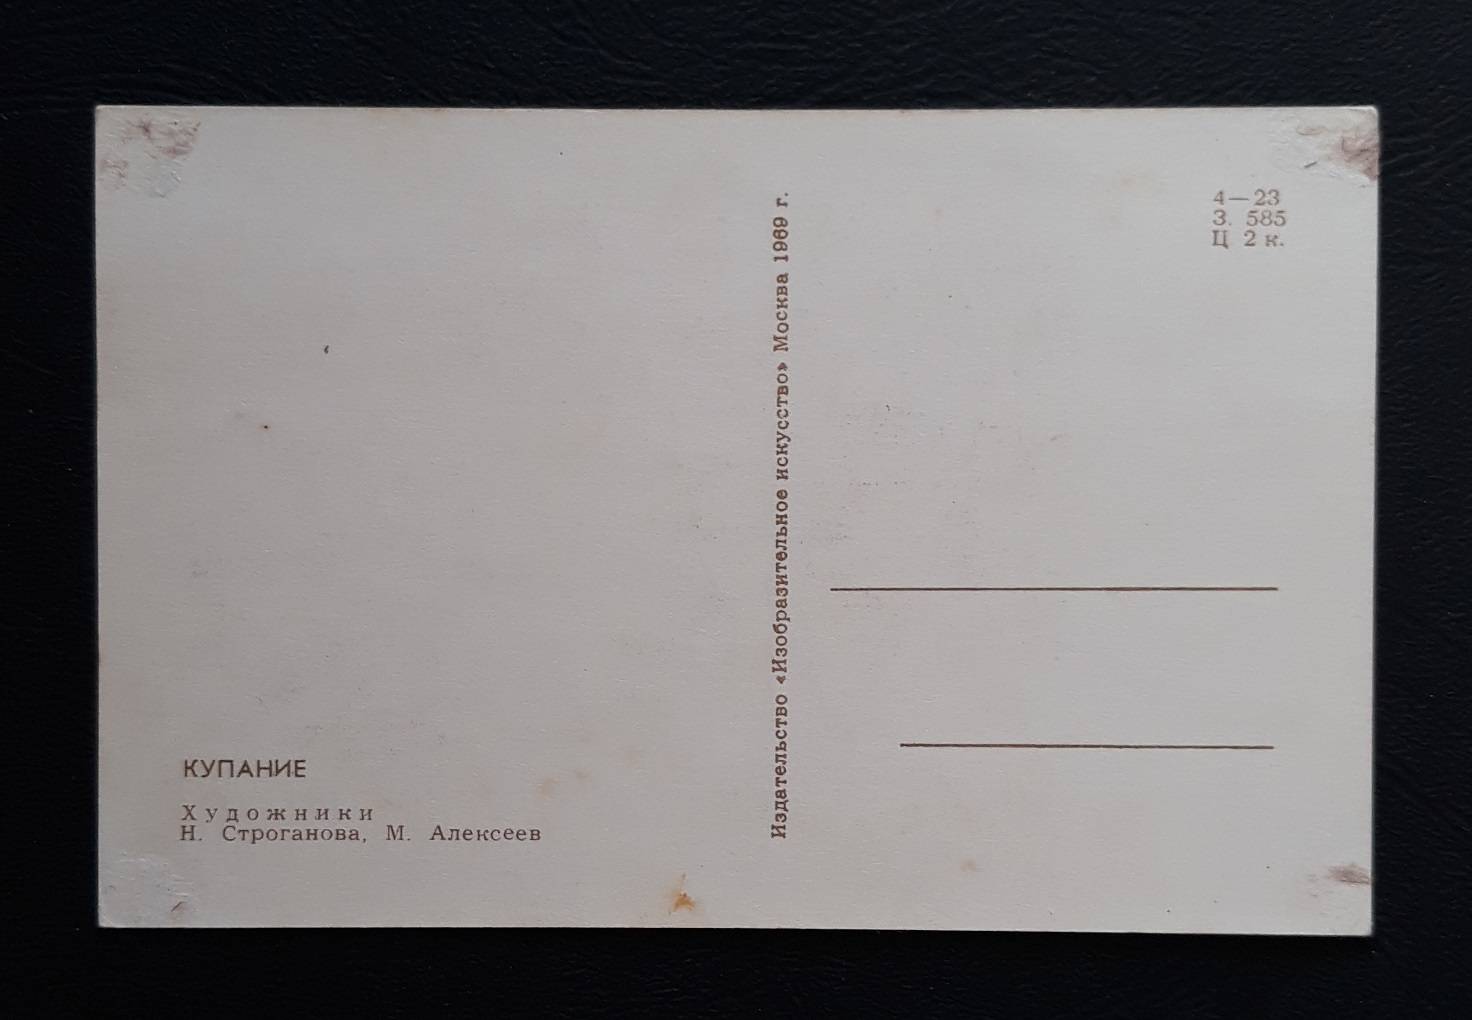 КУПАНИЕ
Художники
Н. Строганова, М. Алексеев
Издательство «Изобразительное искусство» Москва 1969 г.
4—23
З. 585
Ц 2 к.